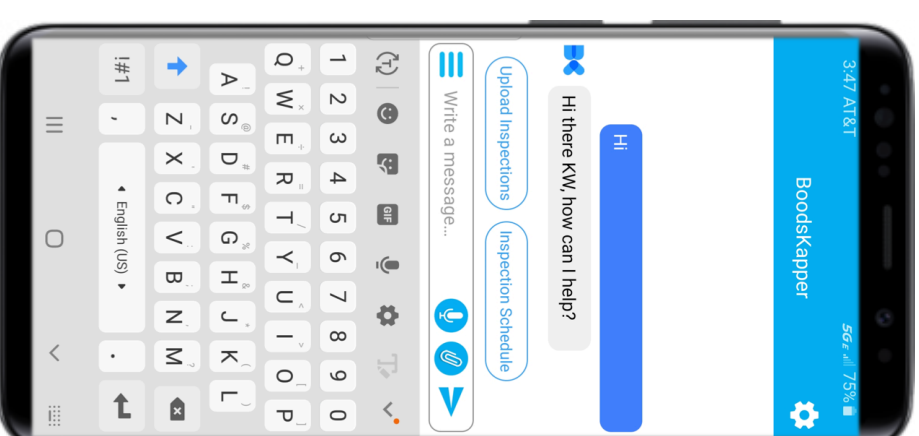 3:47 AT&T 5GE 75%
BoodsKapper
Hi
Hi there KW, how can I help?
Upload Inspections Inspection Schedule
Write a message...
T GIF T
1 2 3 4 5 6 7 8 9 0
Q W E R T Y U I O P
A S D F G H J K L
Z X C V B N M
!#1 , English (US) .